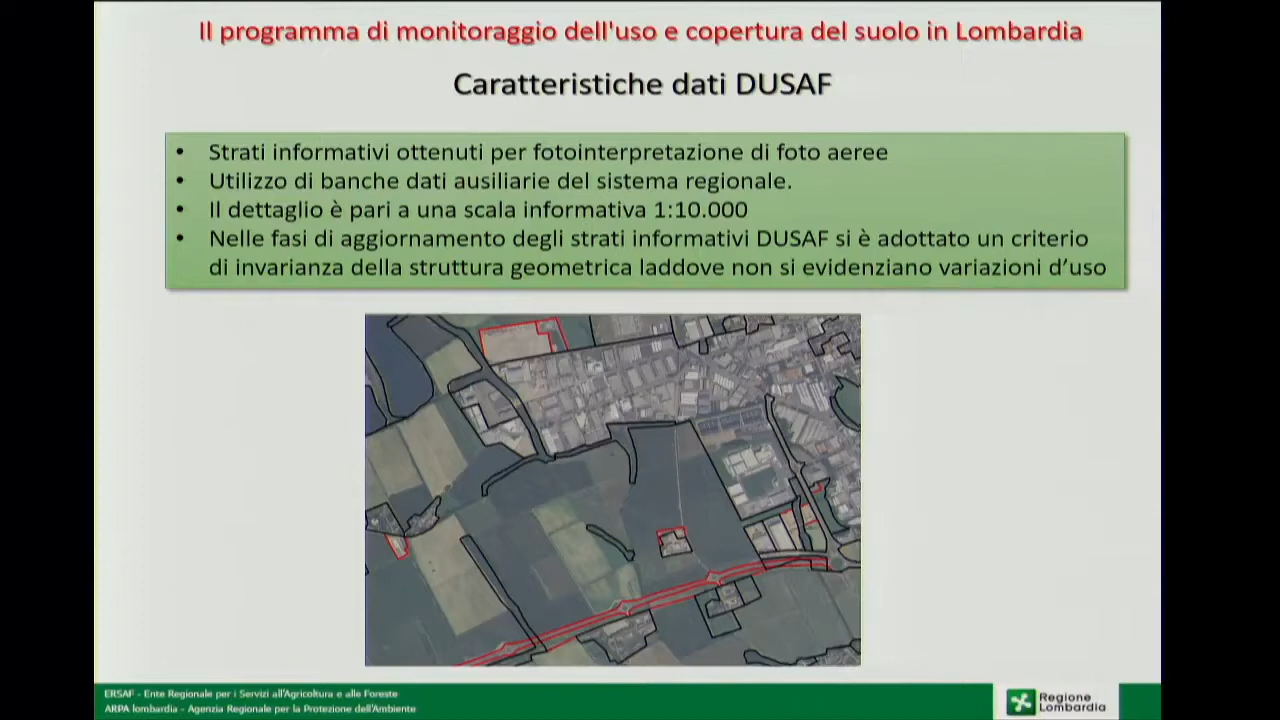 Il programma di monitoraggio dell'uso e copertura del suolo in Lombardia
Caratteristiche dati DUSAF
• Strati informativi ottenuti per fotointerpretazione di foto aeree
• Utilizzo di banche dati ausiliarie del sistema regionale.
• Il dettaglio è pari a una scala informativa 1:10.000
• Nelle fasi di aggiornamento degli strati informativi DUSAF si è adottato un criterio
di invarianza della struttura geometrica laddove non si evidenziano variazioni d’uso
ERSAF - Ente Regionale per i Servizi all'Agricoltura e alle Foreste
ARPA lombardia - Agenzia Regionale per la Protezione dell'Ambiente
Regione
Lombardia